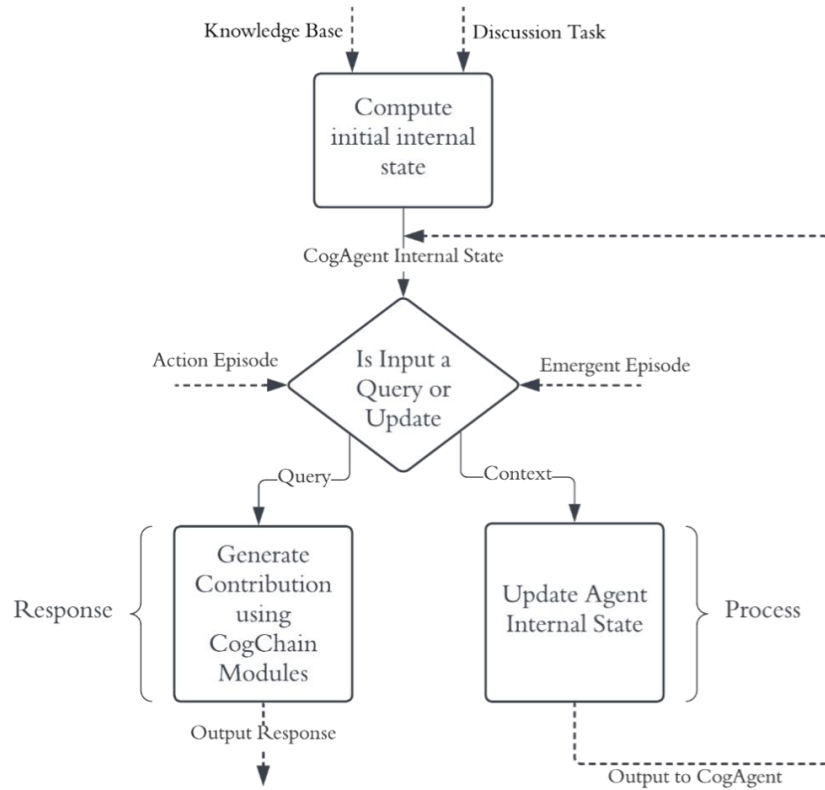 Knowledge Base
Discussion Task
Compute
initial internal
state
CogAgent Internal State
Action Episode
Is Input a
Query or
Update
Emergent Episode
Query
Context
Response
Generate
Contribution
using
CogChain
Modules
Update Agent
Internal State
Process
Output Response
Output to CogAgent